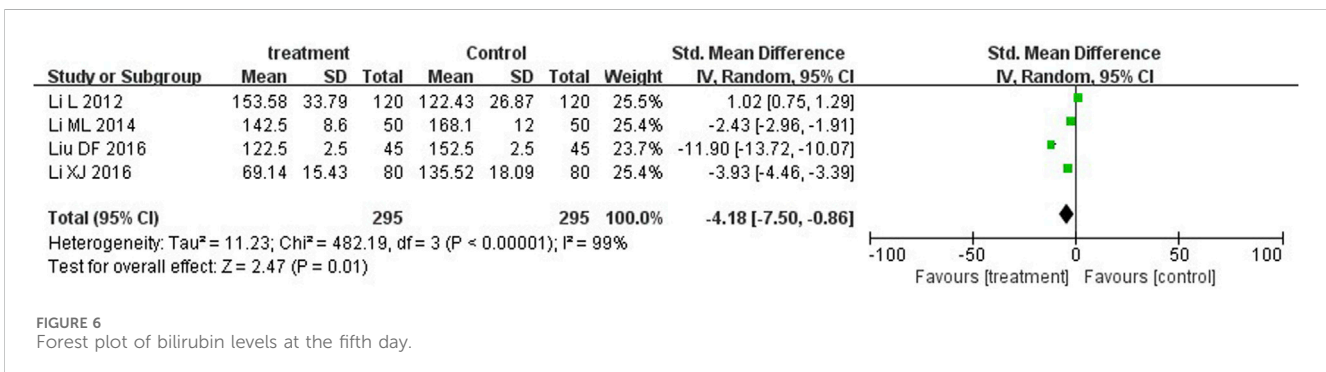 treatment Control Std. Mean Difference Std. Mean Difference
Study or Subgroup Mean SD Total Mean SD Total Weight IV, Random, 95% CI IV, Random, 95% CI
Li L 2012 153.58 33.79 120 122.43 26.87 120 25.5% 1.02 [0.75, 1.29]
Li ML 2014 142.5 8.6 50 168.1 12 50 25.4% -2.43 [-2.96, -1.91]
Liu DF 2016 122.5 2.5 45 152.5 2.5 45 23.7% -11.90 [-13.72, -10.07]
Li XJ 2016 69.14 15.43 80 135.52 18.09 80 25.4% -3.93 [-4.46, -3.39]
Total (95% CI) 295 295 100.0% -4.18 [-7.50, -0.86]
Heterogeneity: Tau² = 11.23; Chi² = 482.19, df = 3 (P < 0.00001); I² = 99%
Test for overall effect: Z = 2.47 (P = 0.01)
-100 -50 0 50 100
Favours [treatment] Favours [control]
FIGURE 6
Forest plot of bilirubin levels at the fifth day.